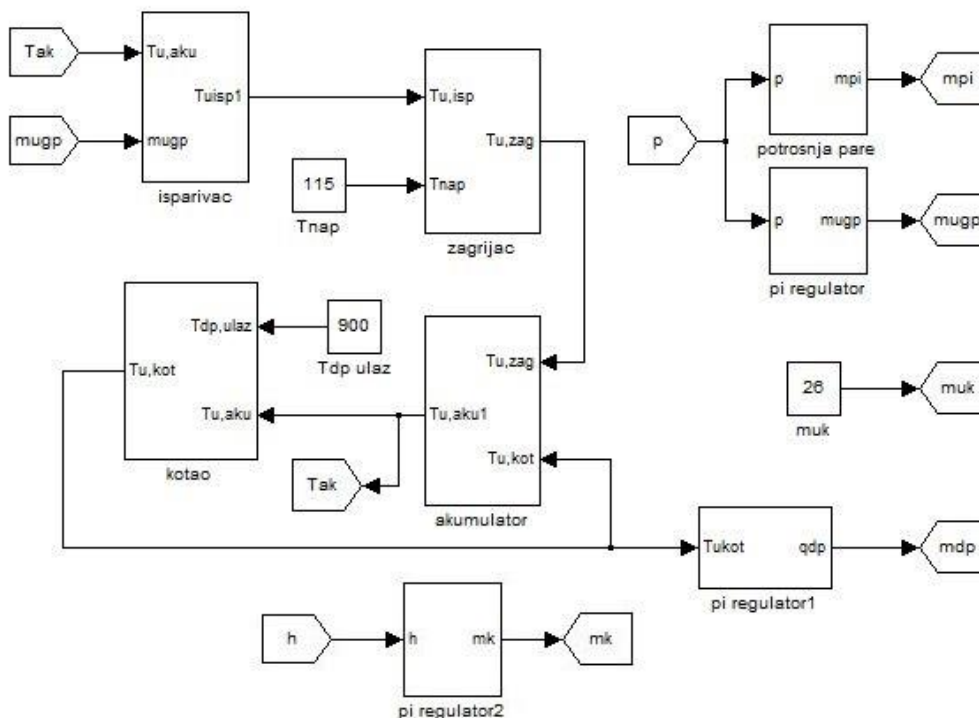 Tak
Tu,aku
Tuisp1
mugp
mugp
isparivac
Tu,isp
Tu,zag
115
Tnap
Tnap
zagrijac
p
p
mpi
mpi
potrosnja pare
p
mugp
mugp
pi regulator
Tdp,ulaz
900
Tdp ulaz
Tu,kot
Tu,aku
kotao
Tu,zag
Tu,aku1
Tu,kot
akumulator
Tak
26
muk
muk
Tukot
qdp
mdp
pi regulator1
h
h
mk
mk
pi regulator2